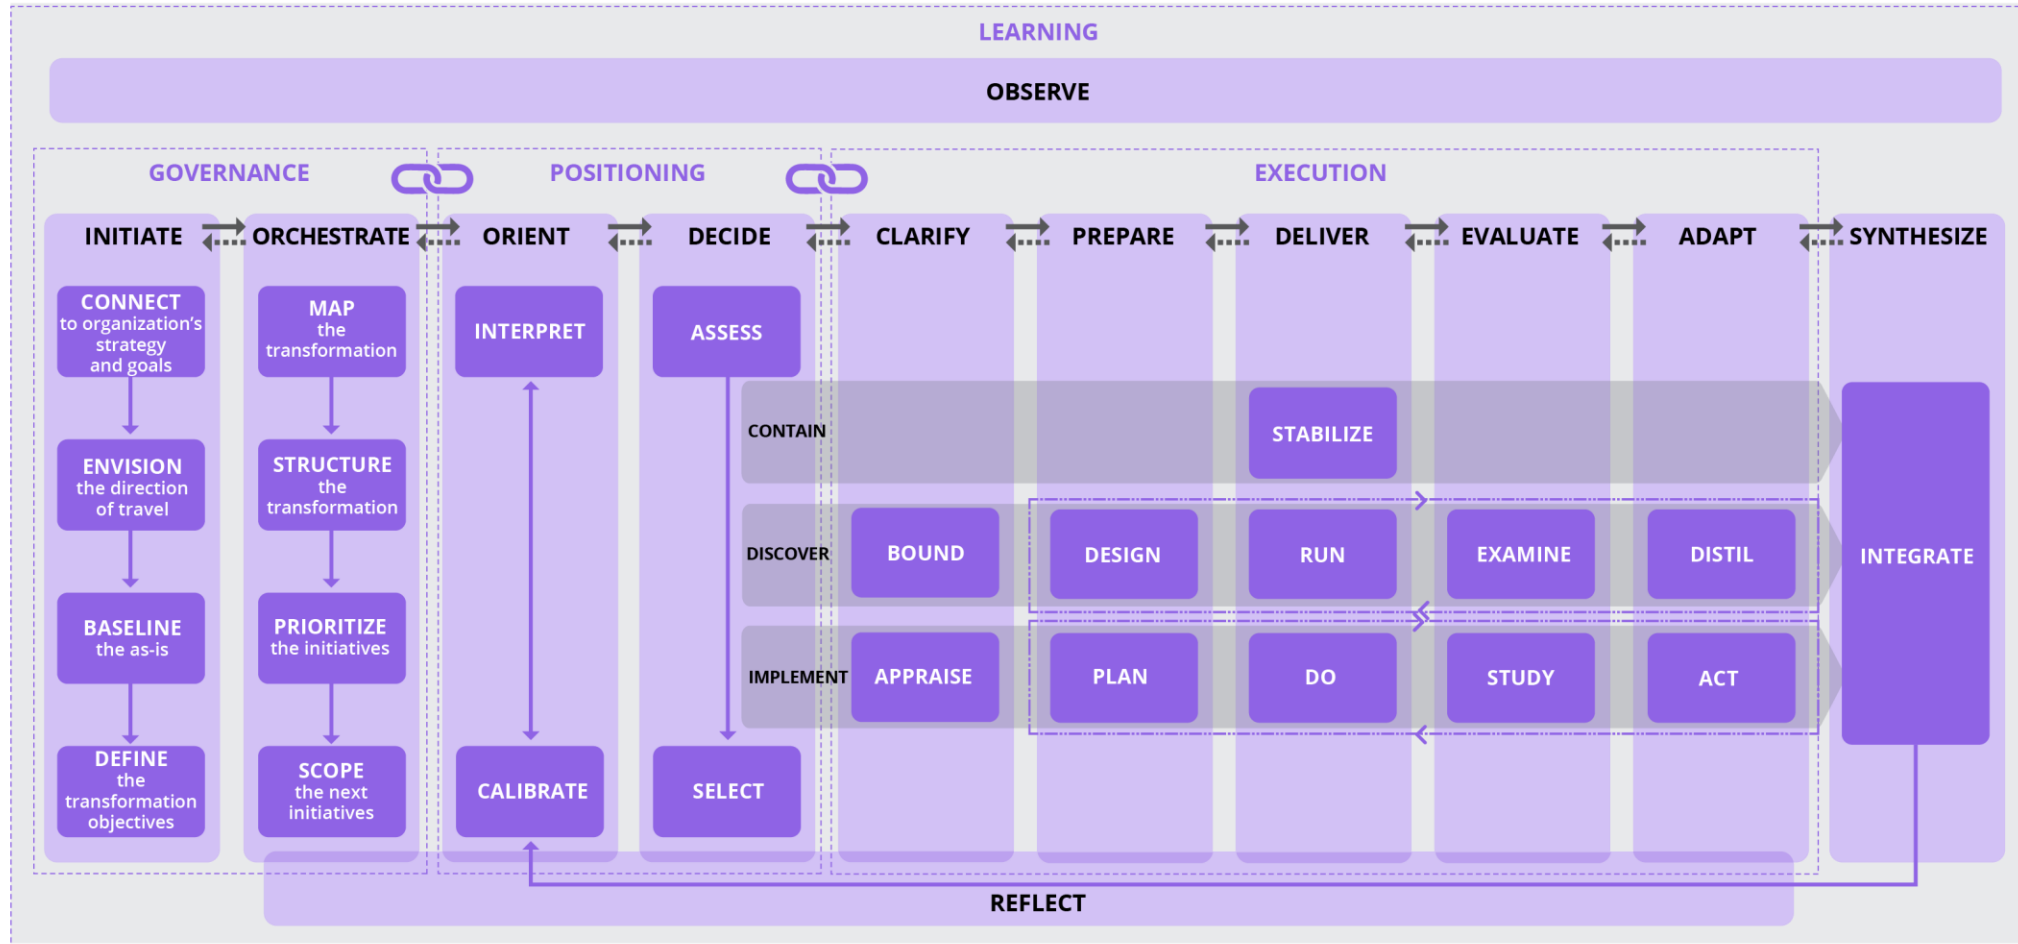 LEARNING
OBSERVE
GOVERNANCE
POSITIONING
EXECUTION
INITIATE
ORCHESTRATE
ORIENT
DECIDE
CLARIFY
PREPARE
DELIVER
EVALUATE
ADAPT
SYNTHESIZE
CONNECT
to organization's
strategy
and goals
ENVISION
the direction
of travel
BASELINE
the as-is
DEFINE
the
transformation
objectives
MAP
the
transformation
STRUCTURE
the
transformation
PRIORITIZE
the initiatives
SCOPE
the next
initiatives
INTERPRET
CALIBRATE
ASSESS
SELECT
CONTAIN
STABILIZE
DISCOVER
BOUND
DESIGN
RUN
EXAMINE
DISTIL
IMPLEMENT
APPRAISE
PLAN
DO
STUDY
ACT
INTEGRATE
REFLECT